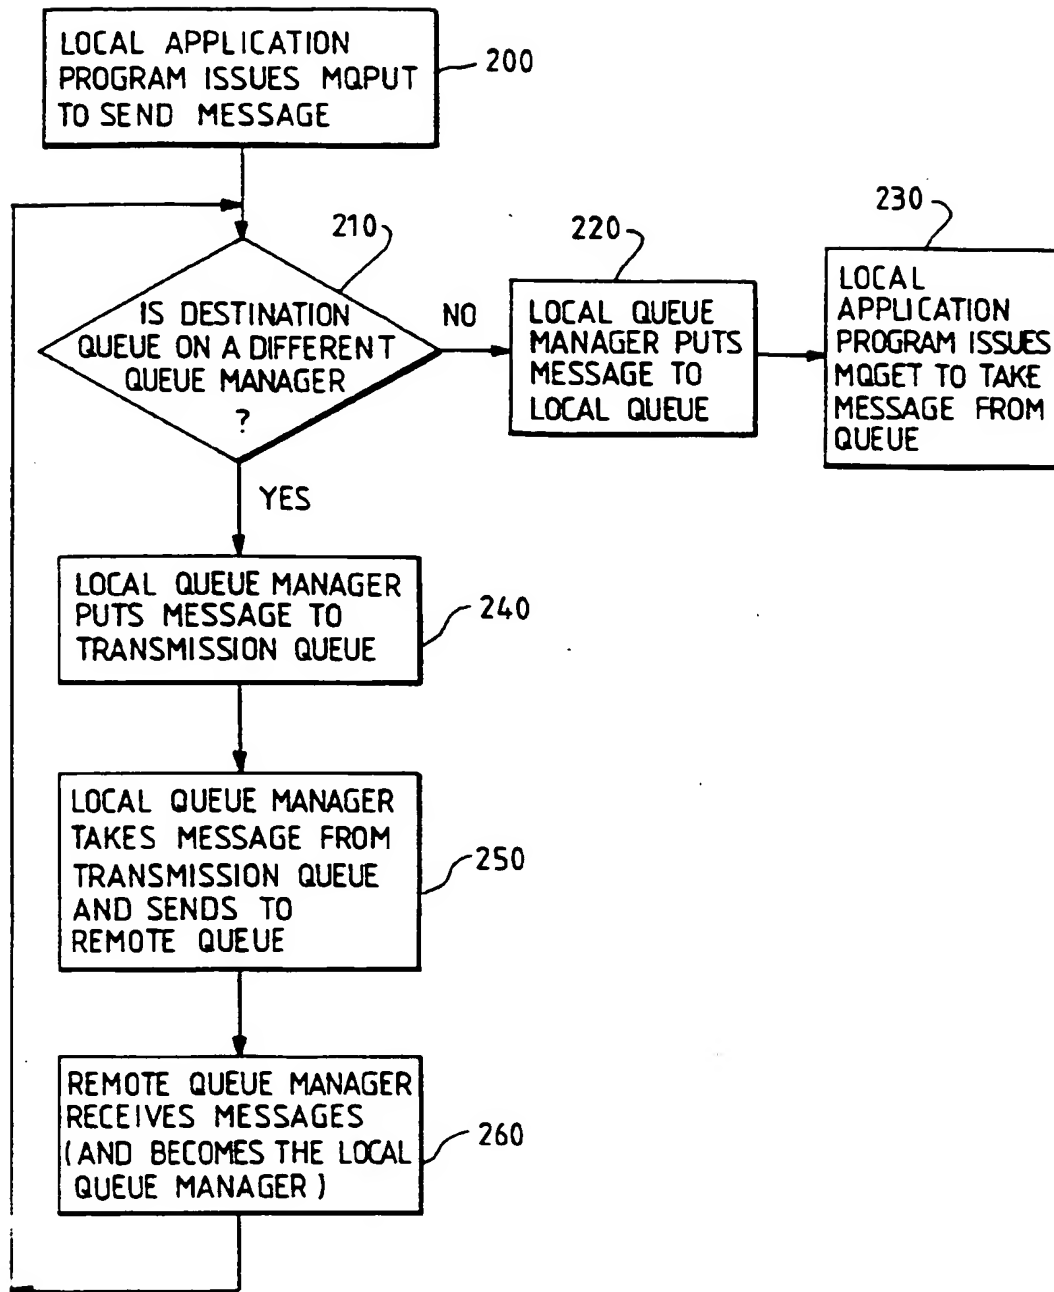 LOCAL APPLICATION
PROGRAM ISSUES MQPUT
TO SEND MESSAGE
200
210
IS DESTINATION
QUEUE ON A DIFFERENT
QUEUE MANAGER
?
NO
YES
220
LOCAL QUEUE
MANAGER PUTS
MESSAGE TO
LOCAL QUEUE
230
LOCAL
APPLICATION
PROGRAM ISSUES
MQGET TO TAKE
MESSAGE FROM
QUEUE
LOCAL QUEUE MANAGER
PUTS MESSAGE TO
TRANSMISSION QUEUE
240
LOCAL QUEUE MANAGER
TAKES MESSAGE FROM
TRANSMISSION QUEUE
AND SENDS TO
REMOTE QUEUE
250
REMOTE QUEUE MANAGER
RECEIVES MESSAGES
(AND BECOMES THE LOCAL
QUEUE MANAGER)
260